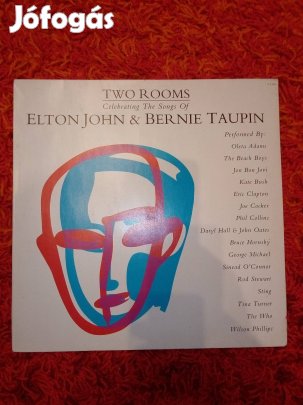 Jófogás
TWO ROOMS
Celebrating The Songs Of
ELTON JOHN & BERNIE TAUPIN
Performed By:
Oleta Adams
The Beach Boys
Jon Bon Jovi
Kate Bush
Eric Clapton
Joe Cocker
Phil Collins
Daryl Hall & John Oates
Bruce Hornsby
George Michael
Sinead O'Connor
Rod Stewart
Sting
Tina Turner
The Who
Wilson Phillips